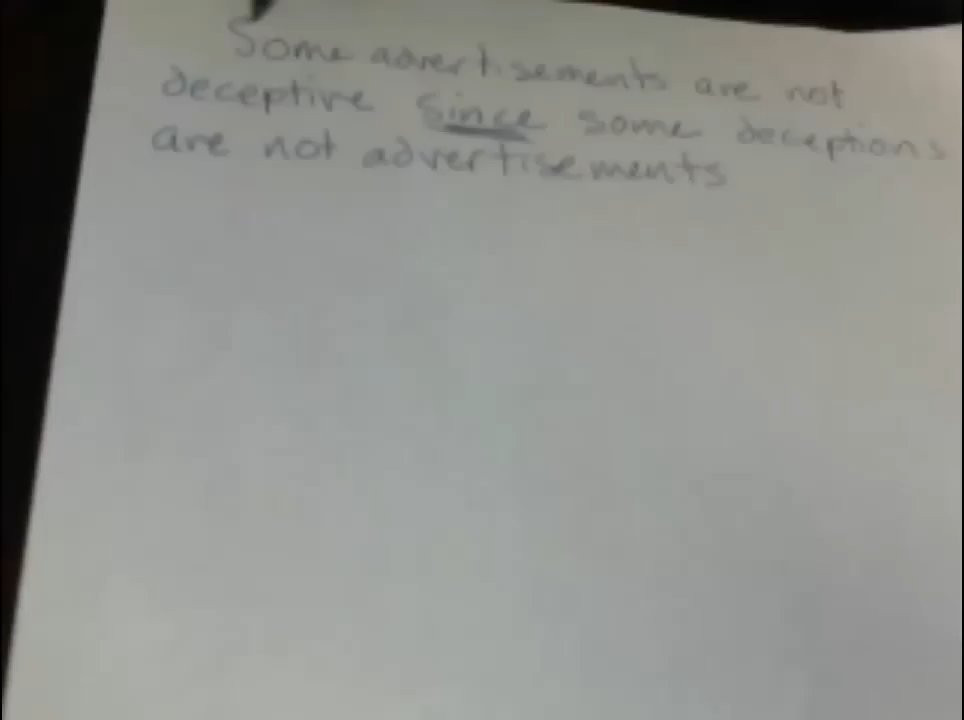 Some advertisements are not
deceptive since some deceptions
are not advertisements